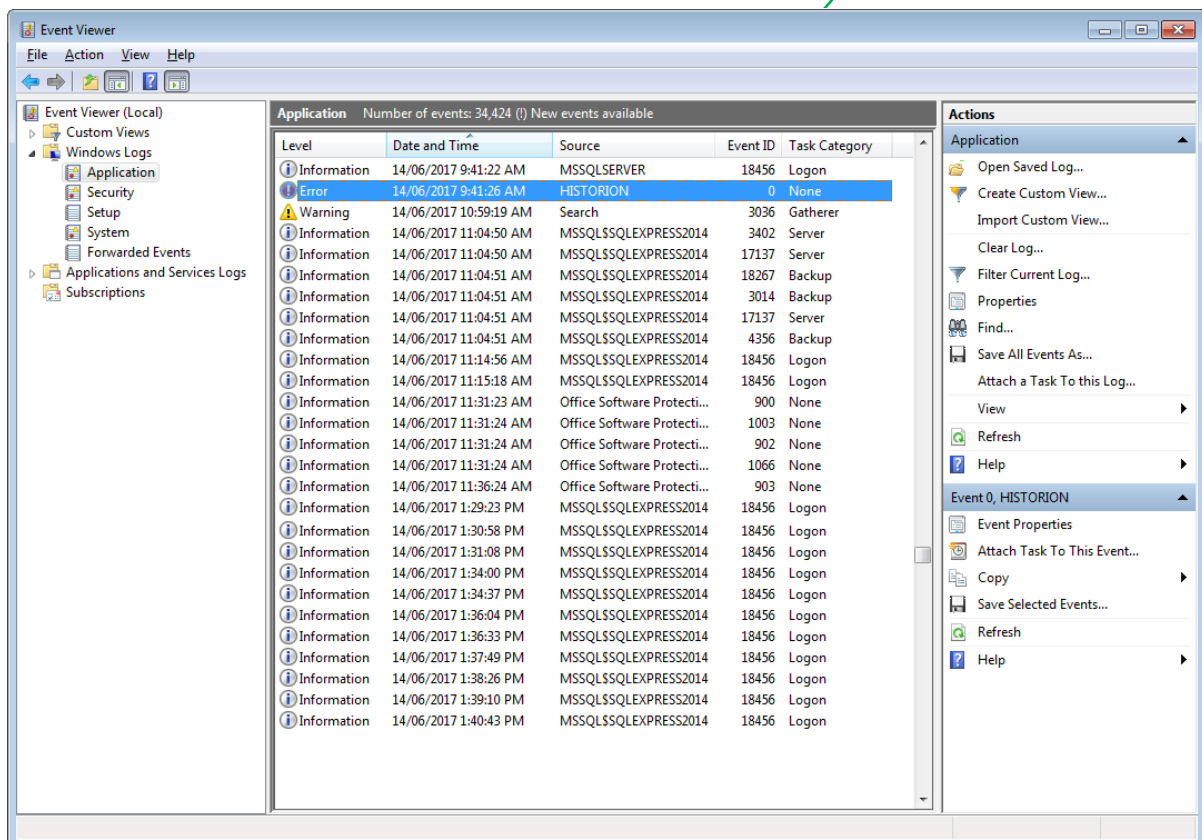 Event Viewer
File Action View Help
Event Viewer (Local)
Custom Views
Windows Logs
Application
Security
Setup
System
Forwarded Events
Applications and Services Logs
Subscriptions
Application Number of events: 34,424 (!) New events available
Level Date and Time Source Event ID Task Category
Information 14/06/2017 9:41:22 AM MSSQLSERVER 18456 Logon
Error 14/06/2017 9:41:26 AM HISTORION 0 None
Warning 14/06/2017 10:59:19 AM Search 3036 Gatherer
Information 14/06/2017 11:04:50 AM MSSQL$SQLEXPRESS2014 3402 Server
Information 14/06/2017 11:04:50 AM MSSQL$SQLEXPRESS2014 17137 Server
Information 14/06/2017 11:04:51 AM MSSQL$SQLEXPRESS2014 18267 Backup
Information 14/06/2017 11:04:51 AM MSSQL$SQLEXPRESS2014 3014 Backup
Information 14/06/2017 11:04:51 AM MSSQL$SQLEXPRESS2014 17137 Server
Information 14/06/2017 11:04:51 AM MSSQL$SQLEXPRESS2014 4356 Backup
Information 14/06/2017 11:14:56 AM MSSQL$SQLEXPRESS2014 18456 Logon
Information 14/06/2017 11:15:18 AM MSSQL$SQLEXPRESS2014 18456 Logon
Information 14/06/2017 11:31:23 AM Office Software Protecti... 900 None
Information 14/06/2017 11:31:24 AM Office Software Protecti... 1003 None
Information 14/06/2017 11:31:24 AM Office Software Protecti... 902 None
Information 14/06/2017 11:31:24 AM Office Software Protecti... 1066 None
Information 14/06/2017 11:36:24 AM Office Software Protecti... 903 None
Information 14/06/2017 1:29:23 PM MSSQL$SQLEXPRESS2014 18456 Logon
Information 14/06/2017 1:30:58 PM MSSQL$SQLEXPRESS2014 18456 Logon
Information 14/06/2017 1:31:08 PM MSSQL$SQLEXPRESS2014 18456 Logon
Information 14/06/2017 1:34:00 PM MSSQL$SQLEXPRESS2014 18456 Logon
Information 14/06/2017 1:34:37 PM MSSQL$SQLEXPRESS2014 18456 Logon
Information 14/06/2017 1:36:04 PM MSSQL$SQLEXPRESS2014 18456 Logon
Information 14/06/2017 1:36:33 PM MSSQL$SQLEXPRESS2014 18456 Logon
Information 14/06/2017 1:37:49 PM MSSQL$SQLEXPRESS2014 18456 Logon
Information 14/06/2017 1:38:26 PM MSSQL$SQLEXPRESS2014 18456 Logon
Information 14/06/2017 1:39:10 PM MSSQL$SQLEXPRESS2014 18456 Logon
Information 14/06/2017 1:40:43 PM MSSQL$SQLEXPRESS2014 18456 Logon
Actions
Application
Open Saved Log...
Create Custom View...
Import Custom View...
Clear Log...
Filter Current Log...
Properties
Find...
Save All Events As...
Attach a Task To this Log...
View
Refresh
Help
Event 0, HISTORION
Event Properties
Attach Task To This Event...
Copy
Save Selected Events...
Refresh
Help